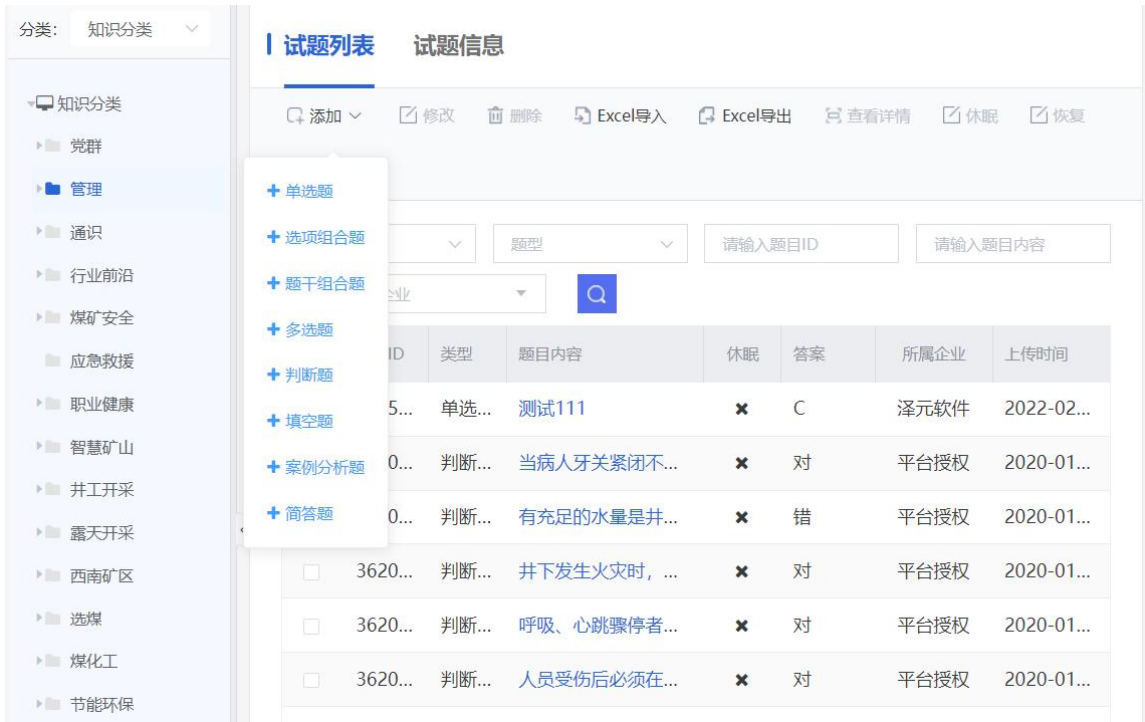 分类： 知识分类
试题列表 试题信息
知识分类
党群
管理
通识
行业前沿
煤矿安全
应急救援
职业健康
智慧矿山
井工开采
露天开采
西南矿区
选煤
煤化工
节能环保
添加 修改 删除 Excel导入 Excel导出 查看详情 休眠 恢复
单选题
选项组合题
题干组合题
多选题
判断题
填空题
案例分析题
简答题
题型 请输入题目ID 请输入题目内容
企业
ID 类型 题目内容 休眠 答案 所属企业 上传时间
5... 单选... 测试111 C 泽元软件 2022-02...
0... 判断... 当病人牙关紧闭不... 对 平台授权 2020-01...
0... 判断... 有充足的水量是井... 错 平台授权 2020-01...
3620... 判断... 井下发生火灾时，... 对 平台授权 2020-01...
3620... 判断... 呼吸、心跳骤停者... 对 平台授权 2020-01...
3620... 判断... 人员受伤后必须在... 对 平台授权 2020-01...